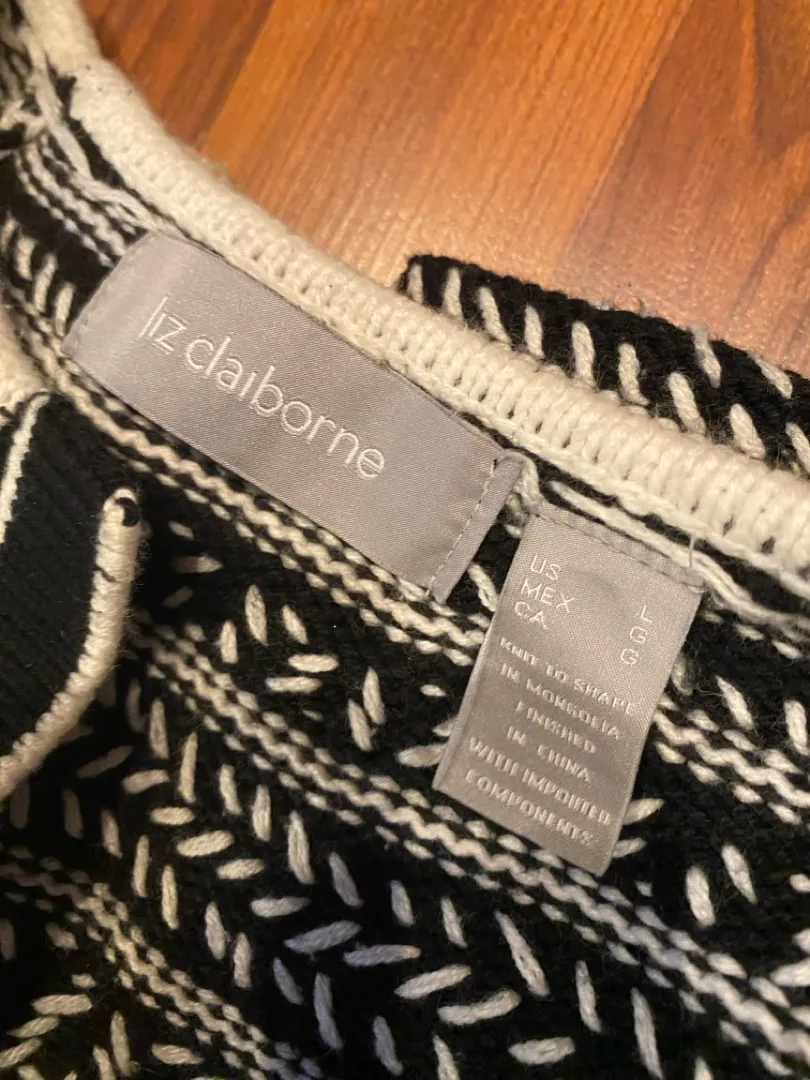 liz claiborne
US L
MEX G
CA G
KNIT TO SHAPE
IN MONGOLIA
FINISHED
IN CHINA
WITH IMPORTED
COMPONENTS